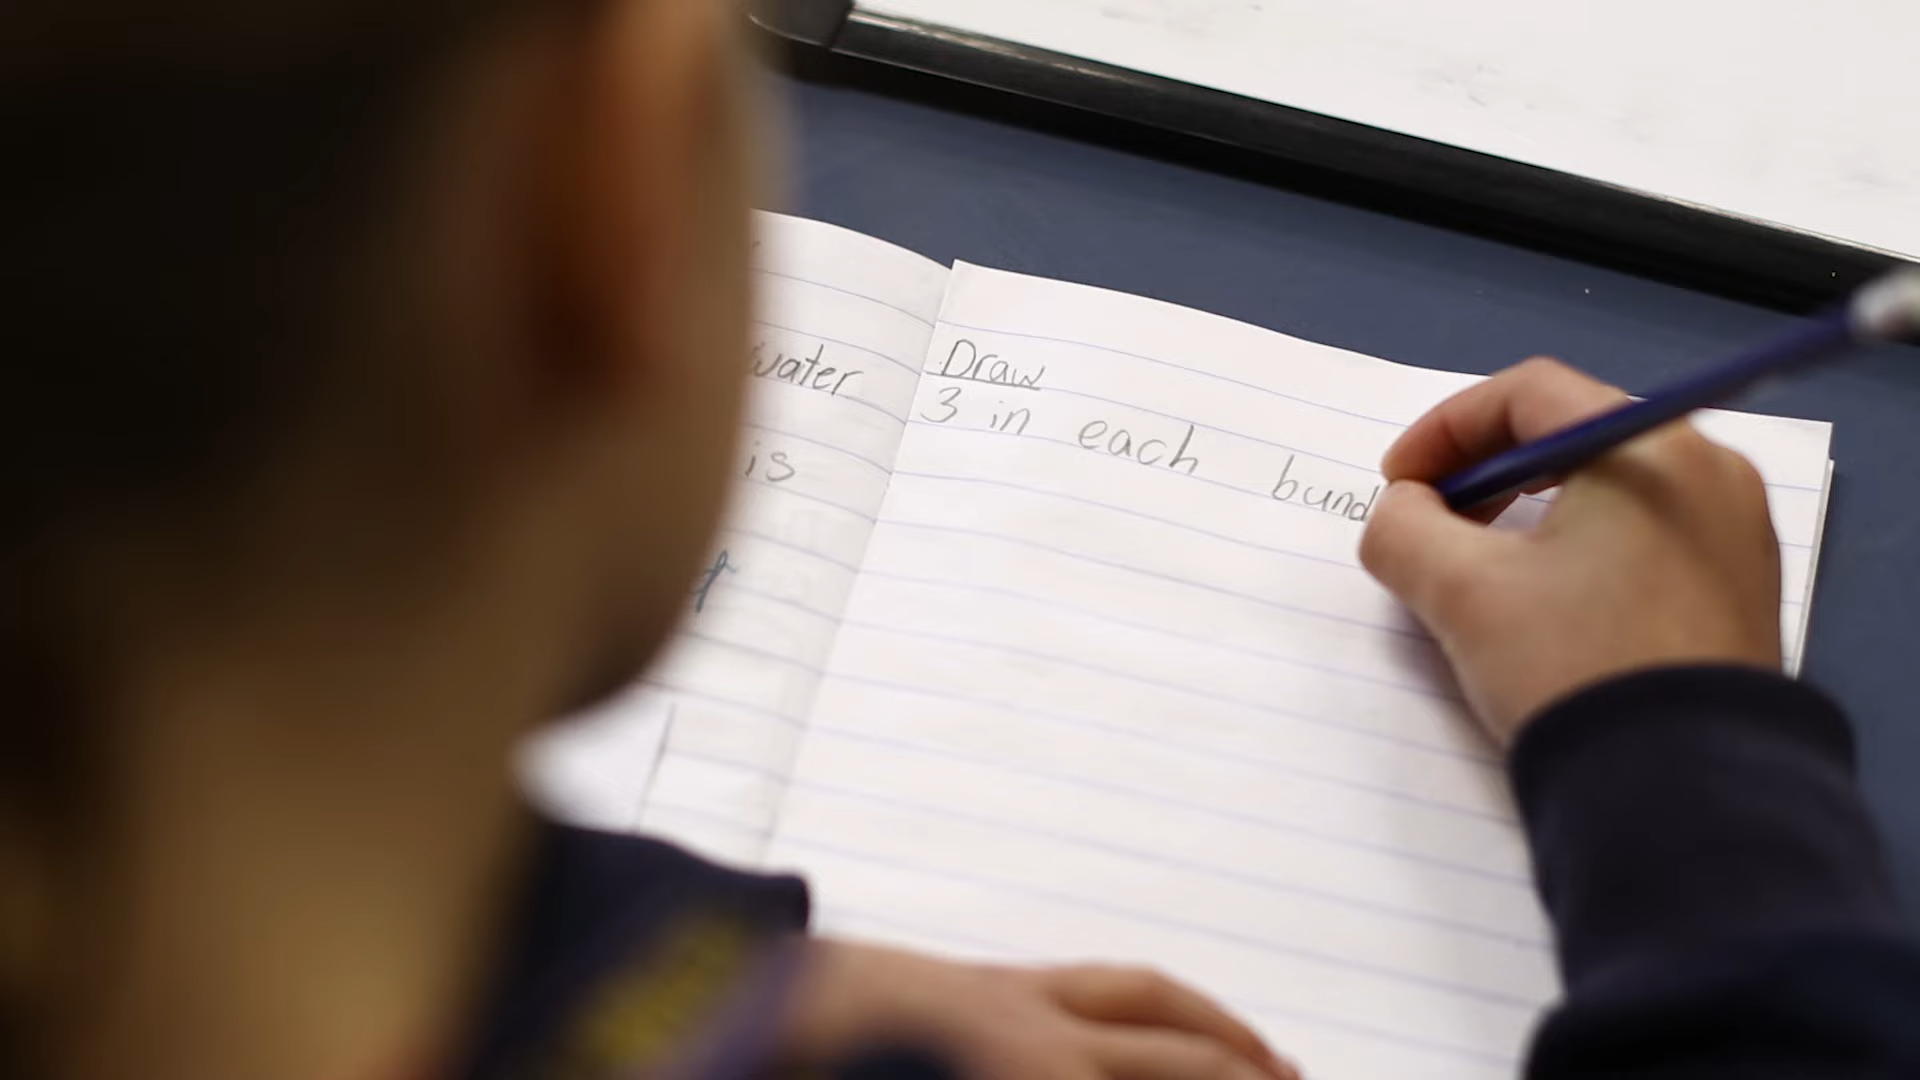 water
is
Draw
3 in each bund